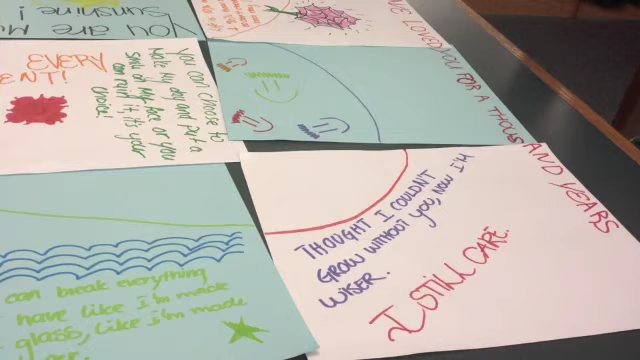 You are My
Sunshine!
I'VE LOVED YOU FOR A THOUSAND YEARS
EVERY
ENT!
You can choose to
make my day and put a
smile on my face or you
can ruin it, it's your
choice!
THOUGHT I COULDN'T
GROW WITHOUT YOU, NOW I'M
WISER.
I STILL CARE.
can break everything
I have like I'm made
glass, like I'm made